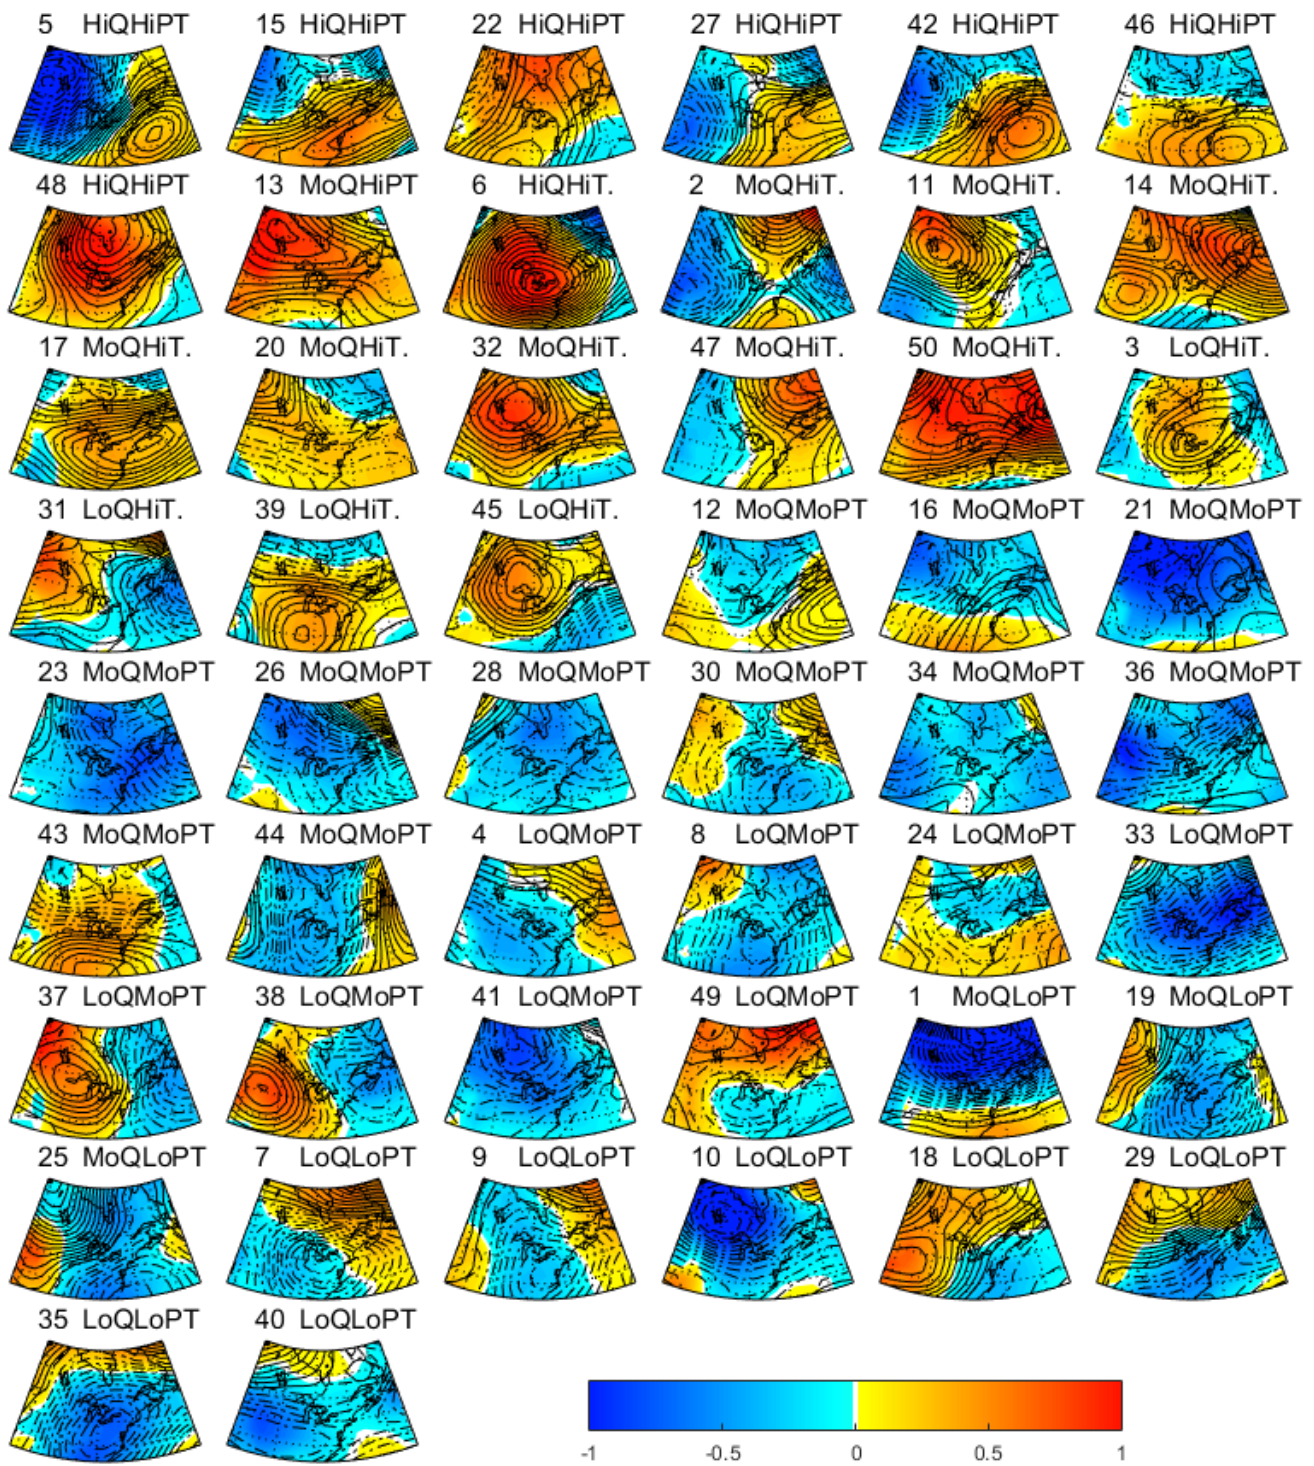 5 HiQHiPT 15 HiQHiPT 22 HiQHiPT 27 HiQHiPT 42 HiQHiPT 46 HiQHiPT
48 HiQHiPT 13 MoQHiPT 6 HiQHiT. 2 MoQHiT. 11 MoQHiT. 14 MoQHiT.
17 MoQHiT. 20 MoQHiT. 32 MoQHiT. 47 MoQHiT. 50 MoQHiT. 3 LoQHiT.
31 LoQHiT. 39 LoQHiT. 45 LoQHiT. 12 MoQMoPT 16 MoQMoPT 21 MoQMoPT
23 MoQMoPT 26 MoQMoPT 28 MoQMoPT 30 MoQMoPT 34 MoQMoPT 36 MoQMoPT
43 MoQMoPT 44 MoQMoPT 4 LoQMoPT 8 LoQMoPT 24 LoQMoPT 33 LoQMoPT
37 LoQMoPT 38 LoQMoPT 41 LoQMoPT 49 LoQMoPT 1 MoQLoPT 19 MoQLoPT
25 MoQLoPT 7 LoQLoPT 9 LoQLoPT 10 LoQLoPT 18 LoQLoPT 29 LoQLoPT
35 LoQLoPT 40 LoQLoPT
-1 -0.5 0 0.5 1